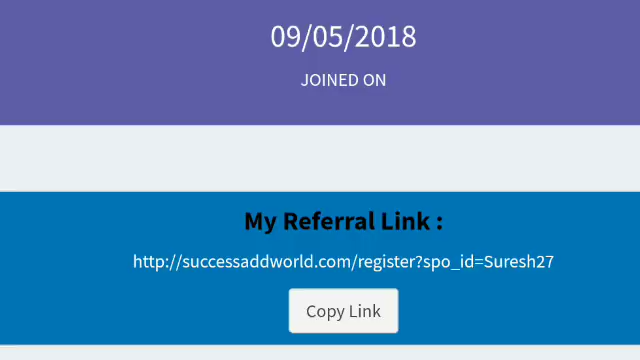 09/05/2018
JOINED ON
My Referral Link :
http://successaddworld.com/register?spo_id=Suresh27
Copy Link